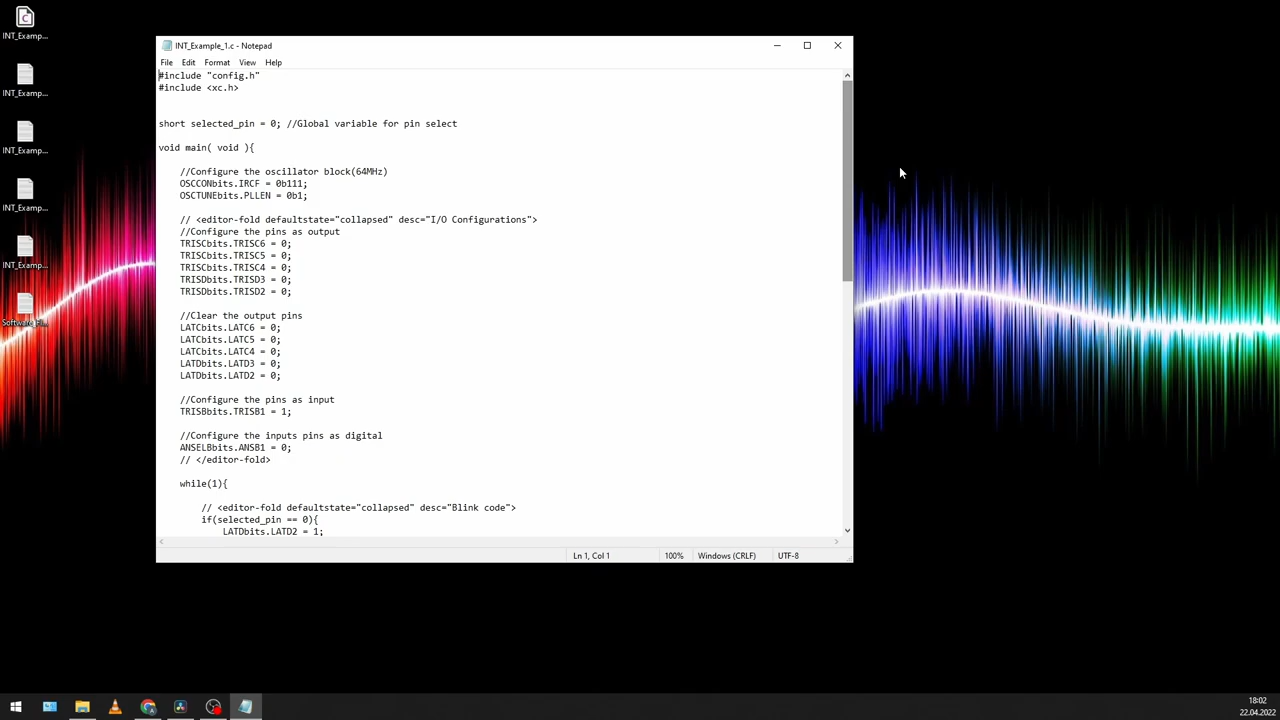 INT_Examp...
INT_Examp...
INT_Examp...
INT_Examp...
INT_Examp...
Software_Fl...
INT_Example_1.c - Notepad
File Edit Format View Help
#include "config.h"
#include <xc.h>
short selected_pin = 0; //Global variable for pin select
void main( void ){
//Configure the oscillator block(64MHz)
OSCCONbits.IRCF = 0b111;
OSCTUNEbits.PLLEN = 0b1;
// <editor-fold defaultstate="collapsed" desc="I/O Configurations">
//Configure the pins as output
TRISCbits.TRISC6 = 0;
TRISCbits.TRISC5 = 0;
TRISCbits.TRISC4 = 0;
TRISDbits.TRISD3 = 0;
TRISDbits.TRISD2 = 0;
//Clear the output pins
LATCbits.LATC6 = 0;
LATCbits.LATC5 = 0;
LATCbits.LATC4 = 0;
LATDbits.LATD3 = 0;
LATDbits.LATD2 = 0;
//Configure the pins as input
TRISBbits.TRISB1 = 1;
//Configure the inputs pins as digital
ANSELBbits.ANSB1 = 0;
// </editor-fold>
while(1){
// <editor-fold defaultstate="collapsed" desc="Blink code">
if(selected_pin == 0){
LATDbits.LATD2 = 1;
Ln 1, Col 1 100% Windows (CRLF) UTF-8
18:02
22.04.2022